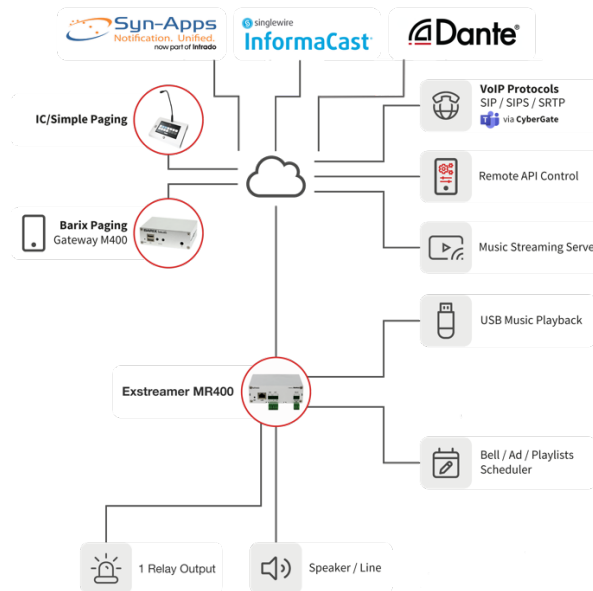 Syn-Apps
Notification. Unified.
now part of Intrado
singlewire
InformaCast
Dante
VoIP Protocols
SIP / SIPS / SRTP
via CyberGate
IC/Simple Paging
Remote API Control
Barix Paging
Gateway M400
Music Streaming Serve
USB Music Playback
Exstreamer MR400
Bell / Ad / Playlists
Scheduler
1 Relay Output
Speaker / Line